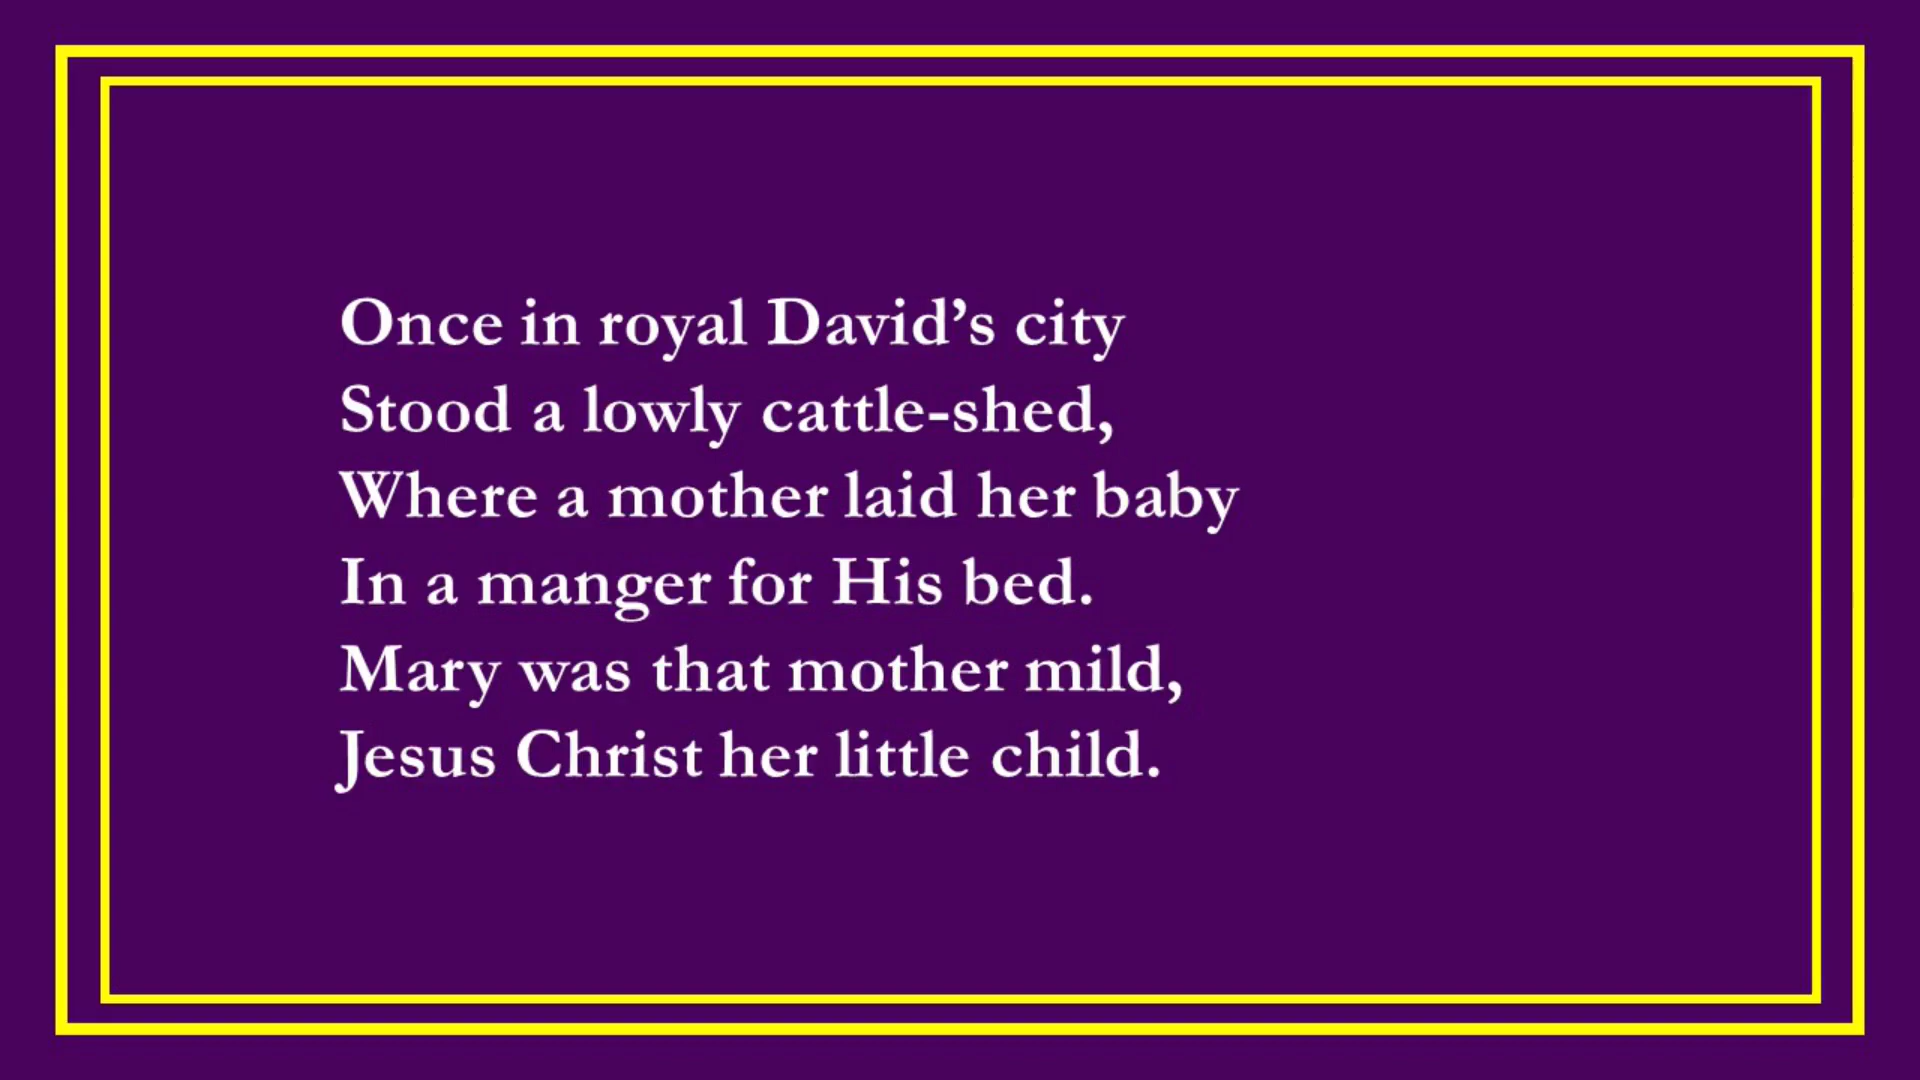 Once in royal David’s city
Stood a lowly cattle-shed,
Where a mother laid her baby
In a manger for His bed.
Mary was that mother mild,
Jesus Christ her little child.